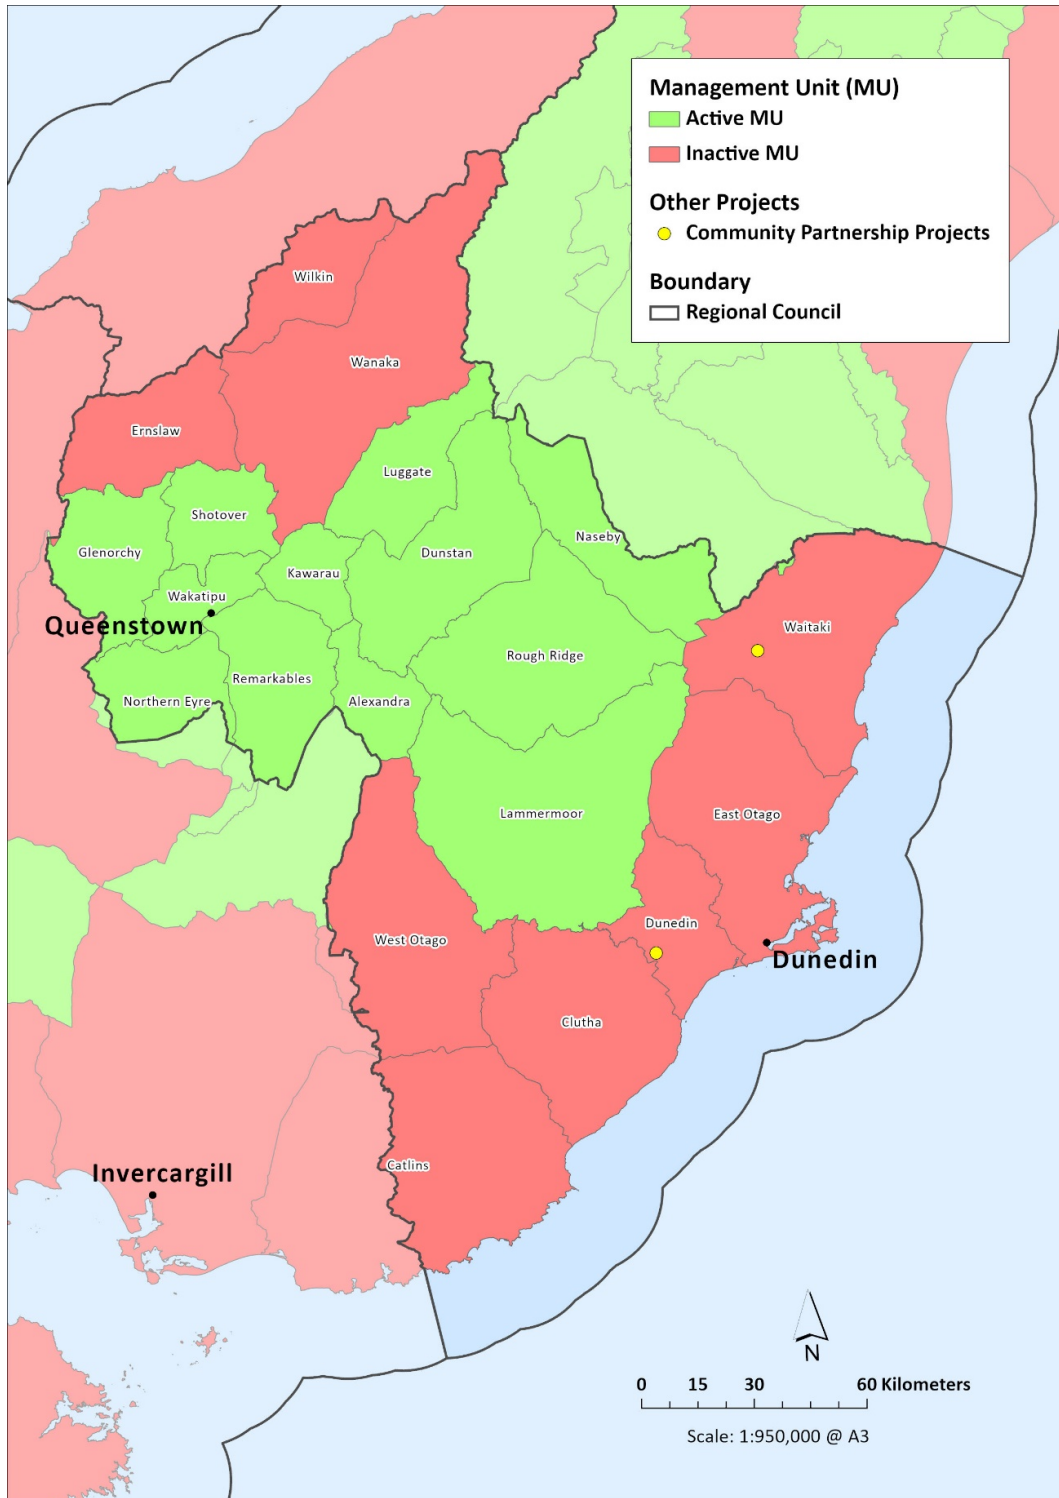 Management Unit (MU)
Active MU
Inactive MU
Other Projects
Community Partnership Projects
Boundary
Regional Council
Wilkin
Wanaka
Ernslaw
Luggate
Shotover
Naseby
Glenorchy
Dunstan
Kawarau
Wakatipu
Queenstown
Waitaki
Rough Ridge
Remarkables
Northern Eyre
Alexandra
Lammermoor
East Otago
Dunedin
West Otago
Dunedin
Clutha
Catlins
Invercargill
N
0 15 30 60 Kilometers
Scale: 1:950,000 @ A3